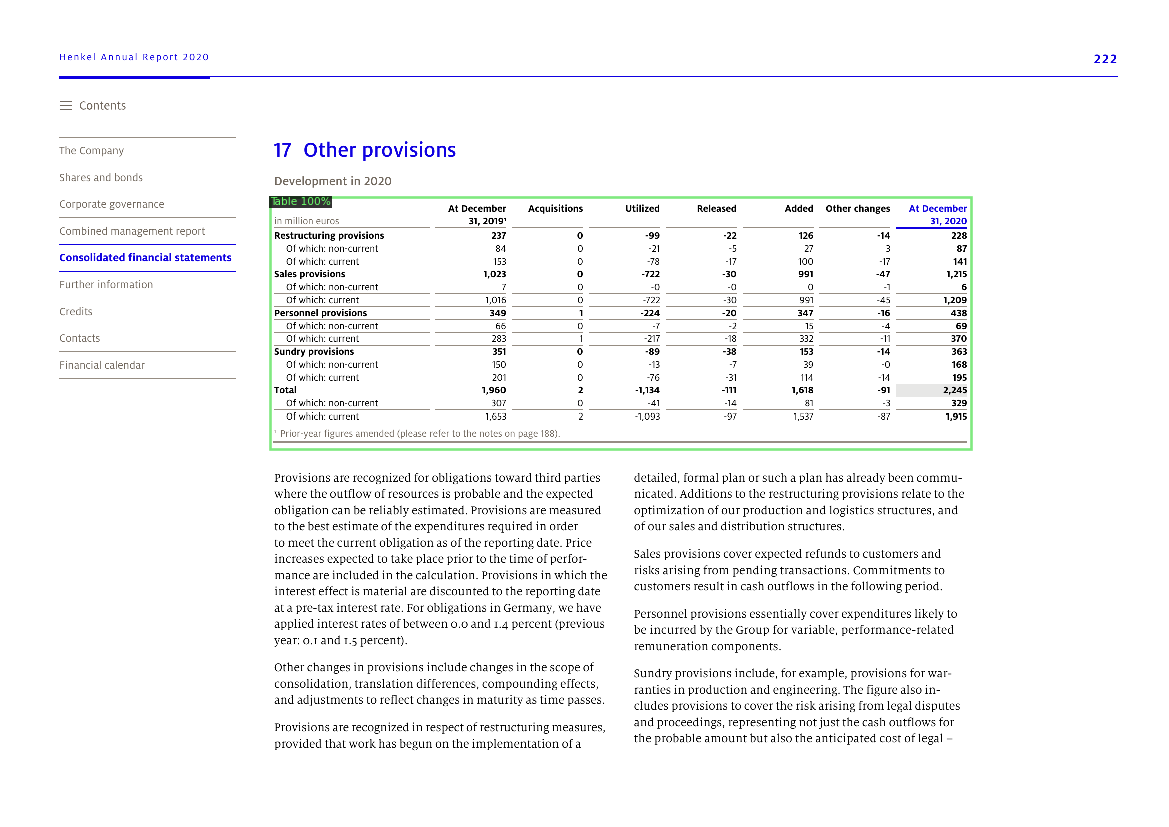 Henkel Annual Report 2020
222
Contents
The Company
Shares and bonds
Corporate governance
Combined management report
Consolidated financial statements
Further information
Credits
Contacts
Financial calendar
17 Other provisions
Development in 2020
Table 100%
in million euros At December 31, 2019¹ Acquisitions Utilized Released Added Other changes At December 31, 2020
Restructuring provisions 237 0 -99 -22 126 -14 228
Of which: non-current 84 0 -21 -5 27 3 87
Of which: current 153 0 -78 -17 100 -17 141
Sales provisions 1,023 0 -722 -30 991 -47 1,215
Of which: non-current 7 0 -0 -0 0 -1 6
Of which: current 1,016 0 -722 -30 991 -45 1,209
Personnel provisions 349 1 -224 -20 347 -16 438
Of which: non-current 66 0 -7 -2 15 -4 69
Of which: current 283 1 -217 -18 332 -11 370
Sundry provisions 351 0 -89 -38 153 -14 363
Of which: non-current 150 0 -13 -7 39 -0 168
Of which: current 201 0 -76 -31 114 -14 195
Total 1,960 2 -1,134 -111 1,618 -91 2,245
Of which: non-current 307 0 -41 -14 81 -3 329
Of which: current 1,653 2 -1,093 -97 1,537 -87 1,915
¹ Prior-year figures amended (please refer to the notes on page 188).
Provisions are recognized for obligations toward third parties
where the outflow of resources is probable and the expected
obligation can be reliably estimated. Provisions are measured
to the best estimate of the expenditures required in order
to meet the current obligation as of the reporting date. Price
increases expected to take place prior to the time of perfor-
mance are included in the calculation. Provisions in which the
interest effect is material are discounted to the reporting date
at a pre-tax interest rate. For obligations in Germany, we have
applied interest rates of between 0.0 and 1.4 percent (previous
year: 0.1 and 1.5 percent).
Other changes in provisions include changes in the scope of
consolidation, translation differences, compounding effects,
and adjustments to reflect changes in maturity as time passes.
Provisions are recognized in respect of restructuring measures,
provided that work has begun on the implementation of a
detailed, formal plan or such a plan has already been commu-
nicated. Additions to the restructuring provisions relate to the
optimization of our production and logistics structures, and
of our sales and distribution structures.
Sales provisions cover expected refunds to customers and
risks arising from pending transactions. Commitments to
customers result in cash outflows in the following period.
Personnel provisions essentially cover expenditures likely to
be incurred by the Group for variable, performance-related
remuneration components.
Sundry provisions include, for example, provisions for war-
ranties in production and engineering. The figure also in-
cludes provisions to cover the risk arising from legal disputes
and proceedings, representing not just the cash outflows for
the probable amount but also the anticipated cost of legal –